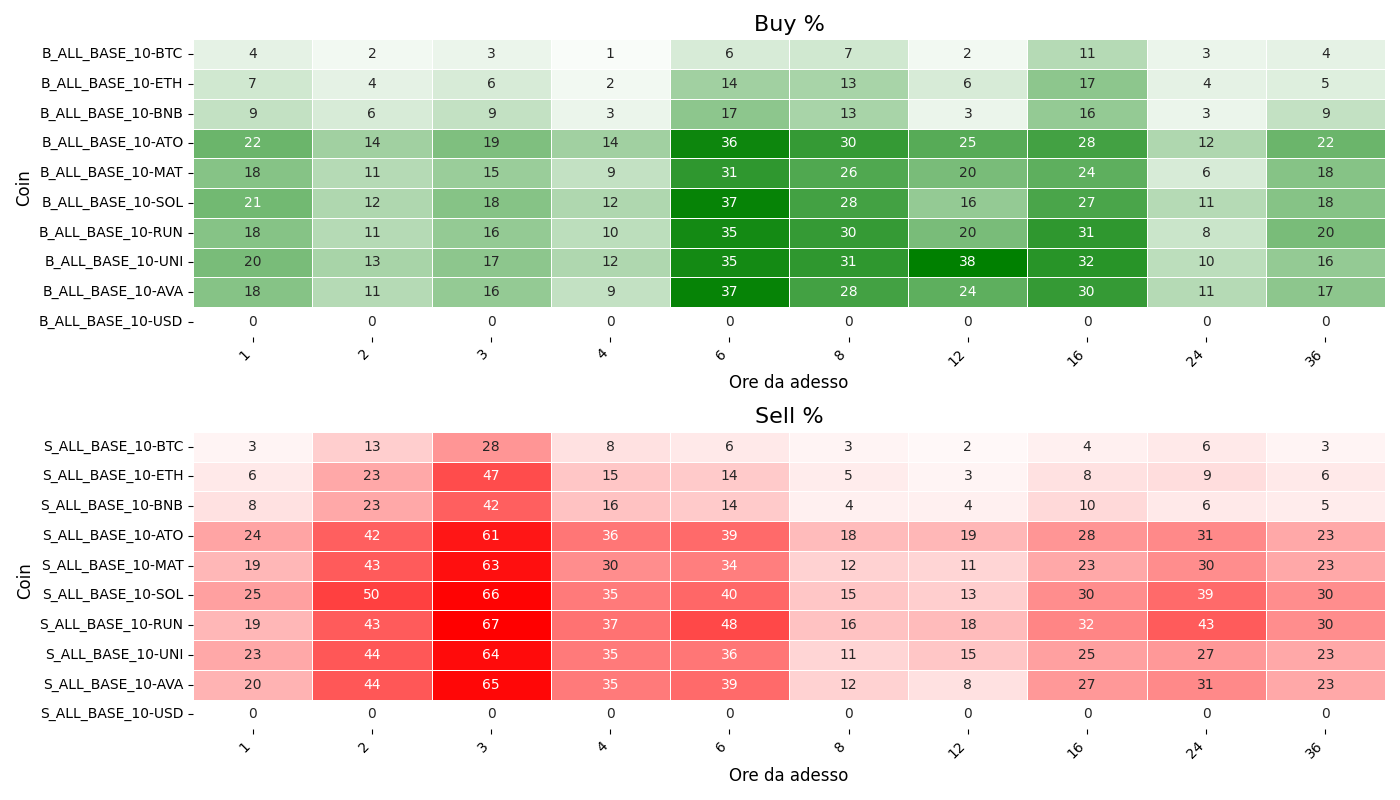 Buy %
Coin
B_ALL_BASE_10-BTC 4 2 3 1 6 7 2 11 3 4
B_ALL_BASE_10-ETH 7 4 6 2 14 13 6 17 4 5
B_ALL_BASE_10-BNB 9 6 9 3 17 13 3 16 3 9
B_ALL_BASE_10-ATO 22 14 19 14 36 30 25 28 12 22
B_ALL_BASE_10-MAT 18 11 15 9 31 26 20 24 6 18
B_ALL_BASE_10-SOL 21 12 18 12 37 28 16 27 11 18
B_ALL_BASE_10-RUN 18 11 16 10 35 30 20 31 8 20
B_ALL_BASE_10-UNI 20 13 17 12 35 31 38 32 10 16
B_ALL_BASE_10-AVA 18 11 16 9 37 28 24 30 11 17
B_ALL_BASE_10-USD 0 0 0 0 0 0 0 0 0 0
1 2 3 4 6 8 12 16 24 36
Ore da adesso
Sell %
Coin
S_ALL_BASE_10-BTC 3 13 28 8 6 3 2 4 6 3
S_ALL_BASE_10-ETH 6 23 47 15 14 5 3 8 9 6
S_ALL_BASE_10-BNB 8 23 42 16 14 4 4 10 6 5
S_ALL_BASE_10-ATO 24 42 61 36 39 18 19 28 31 23
S_ALL_BASE_10-MAT 19 43 63 30 34 12 11 23 30 23
S_ALL_BASE_10-SOL 25 50 66 35 40 15 13 30 39 30
S_ALL_BASE_10-RUN 19 43 67 37 48 16 18 32 43 30
S_ALL_BASE_10-UNI 23 44 64 35 36 11 15 25 27 23
S_ALL_BASE_10-AVA 20 44 65 35 39 12 8 27 31 23
S_ALL_BASE_10-USD 0 0 0 0 0 0 0 0 0 0
1 2 3 4 6 8 12 16 24 36
Ore da adesso